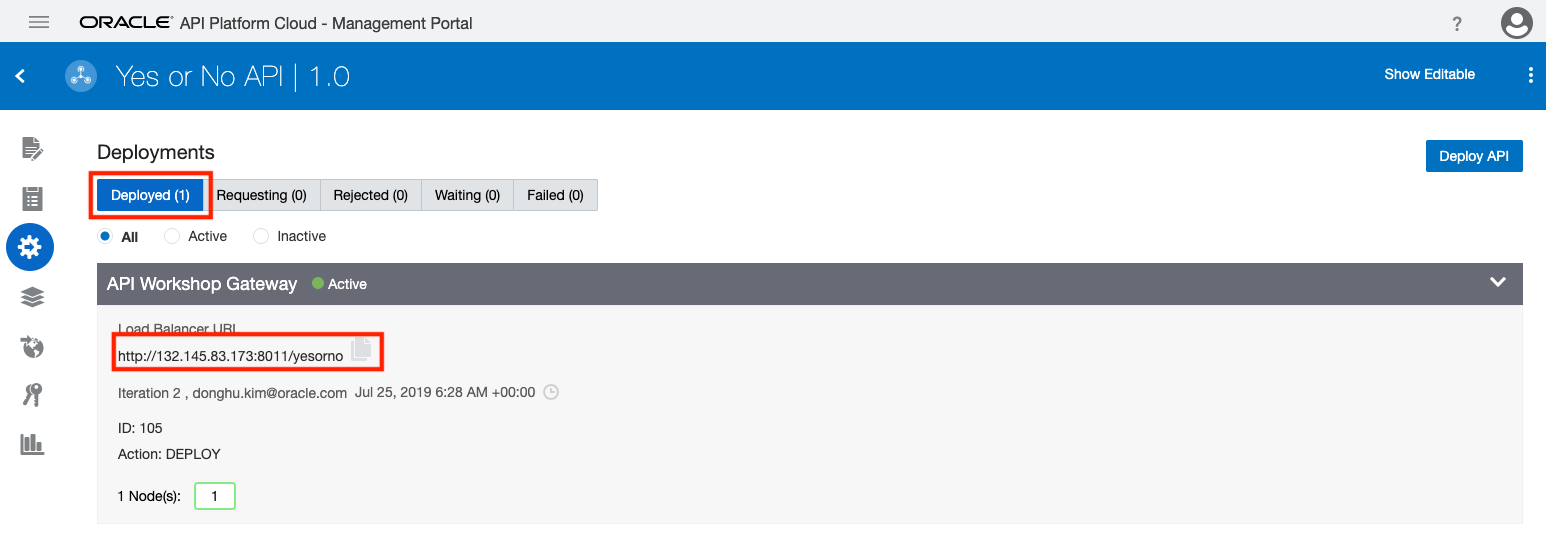 ORACLE API Platform Cloud - Management Portal ?
Yes or No API | 1.0 Show Editable
Deployments
Deploy API
Deployed (1) Requesting (0) Rejected (0) Waiting (0) Failed (0)
All Active Inactive
API Workshop Gateway Active
Load Balancer URL
http://132.145.83.173:8011/yesorno
Iteration 2 , donghu.kim@oracle.com Jul 25, 2019 6:28 AM +00:00
ID: 105
Action: DEPLOY
1 Node(s): 1